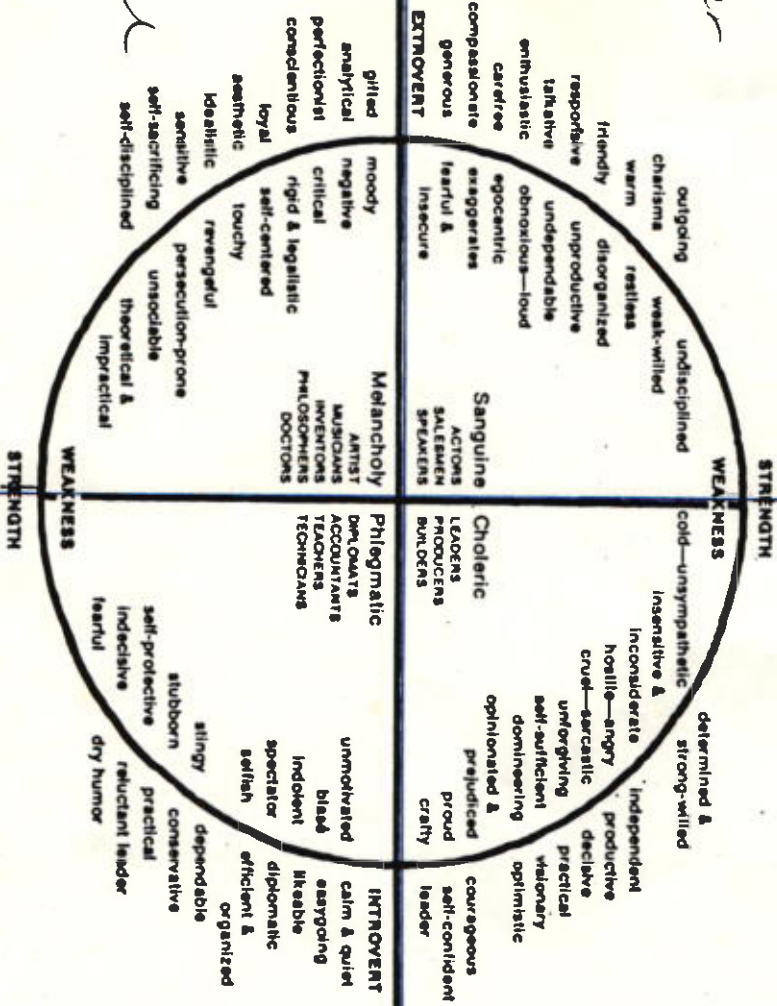 STRENGTH
WEAKNESS
outgoing
charisma
warm
friendly
responsive
talkative
enthusiastic
carefree
compassionate
generous
EXTROVERT
undisciplined
weak-willed
restless
disorganized
unproductive
undependable
obnoxious—loud
egocentric
exaggerates
fearful &
insecure
Sanguine
ACTORS
SALESMEN
SPEAKERS
Choleric
LEADERS
PRODUCERS
BUILDERS
cold—unsympathetic
insensitive &
inconsiderate
hostile—angry
cruel—sarcastic
unforgiving
self-sufficient
domineering
opinionated &
prejudiced
proud
crafty
determined &
strong-willed
independent
productive
decisive
practical
visionary
optimistic
courageous
self-confident
leader
gifted
analytical
perfectionist
conscientious
loyal
aesthetic
idealistic
sensitive
self-sacrificing
self-disciplined
moody
negative
critical
rigid & legalistic
self-centered
touchy
revengeful
persecution-prone
unsociable
theoretical &
impractical
Melancholy
ARTIST
MUSICIANS
INVENTORS
PHILOSOPHERS
DOCTORS
Phlegmatic
DIPLOMATS
ACCOUNTANTS
TEACHERS
TECHNICIANS
unmotivated
blasé
indolent
spectator
selfish
stingy
stubborn
self-protective
indecisive
fearful
INTROVERT
calm & quiet
easygoing
likeable
diplomatic
efficient &
organized
dependable
conservative
practical
reluctant leader
dry humor
WEAKNESS
STRENGTH